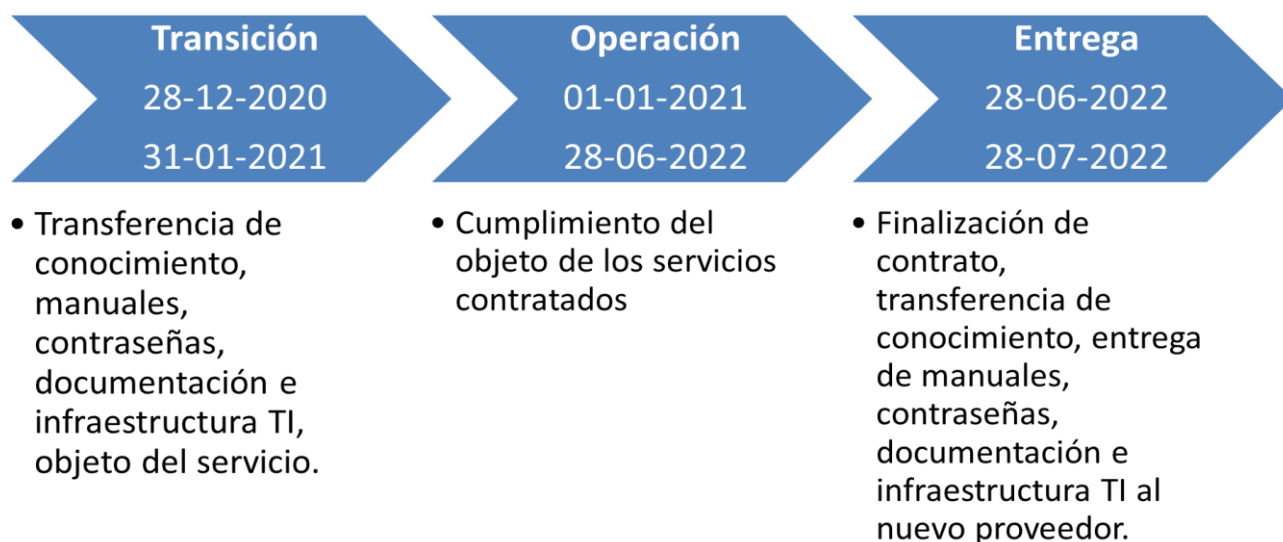 Transición
28-12-2020
31-01-2021
• Transferencia de
conocimiento,
manuales,
contraseñas,
documentación e
infraestructura TI,
objeto del servicio.
Operación
01-01-2021
28-06-2022
• Cumplimiento del
objeto de los servicios
contratados
Entrega
28-06-2022
28-07-2022
• Finalización de
contrato,
transferencia de
conocimiento, entrega
de manuales,
contraseñas,
documentación e
infraestructura TI al
nuevo proveedor.